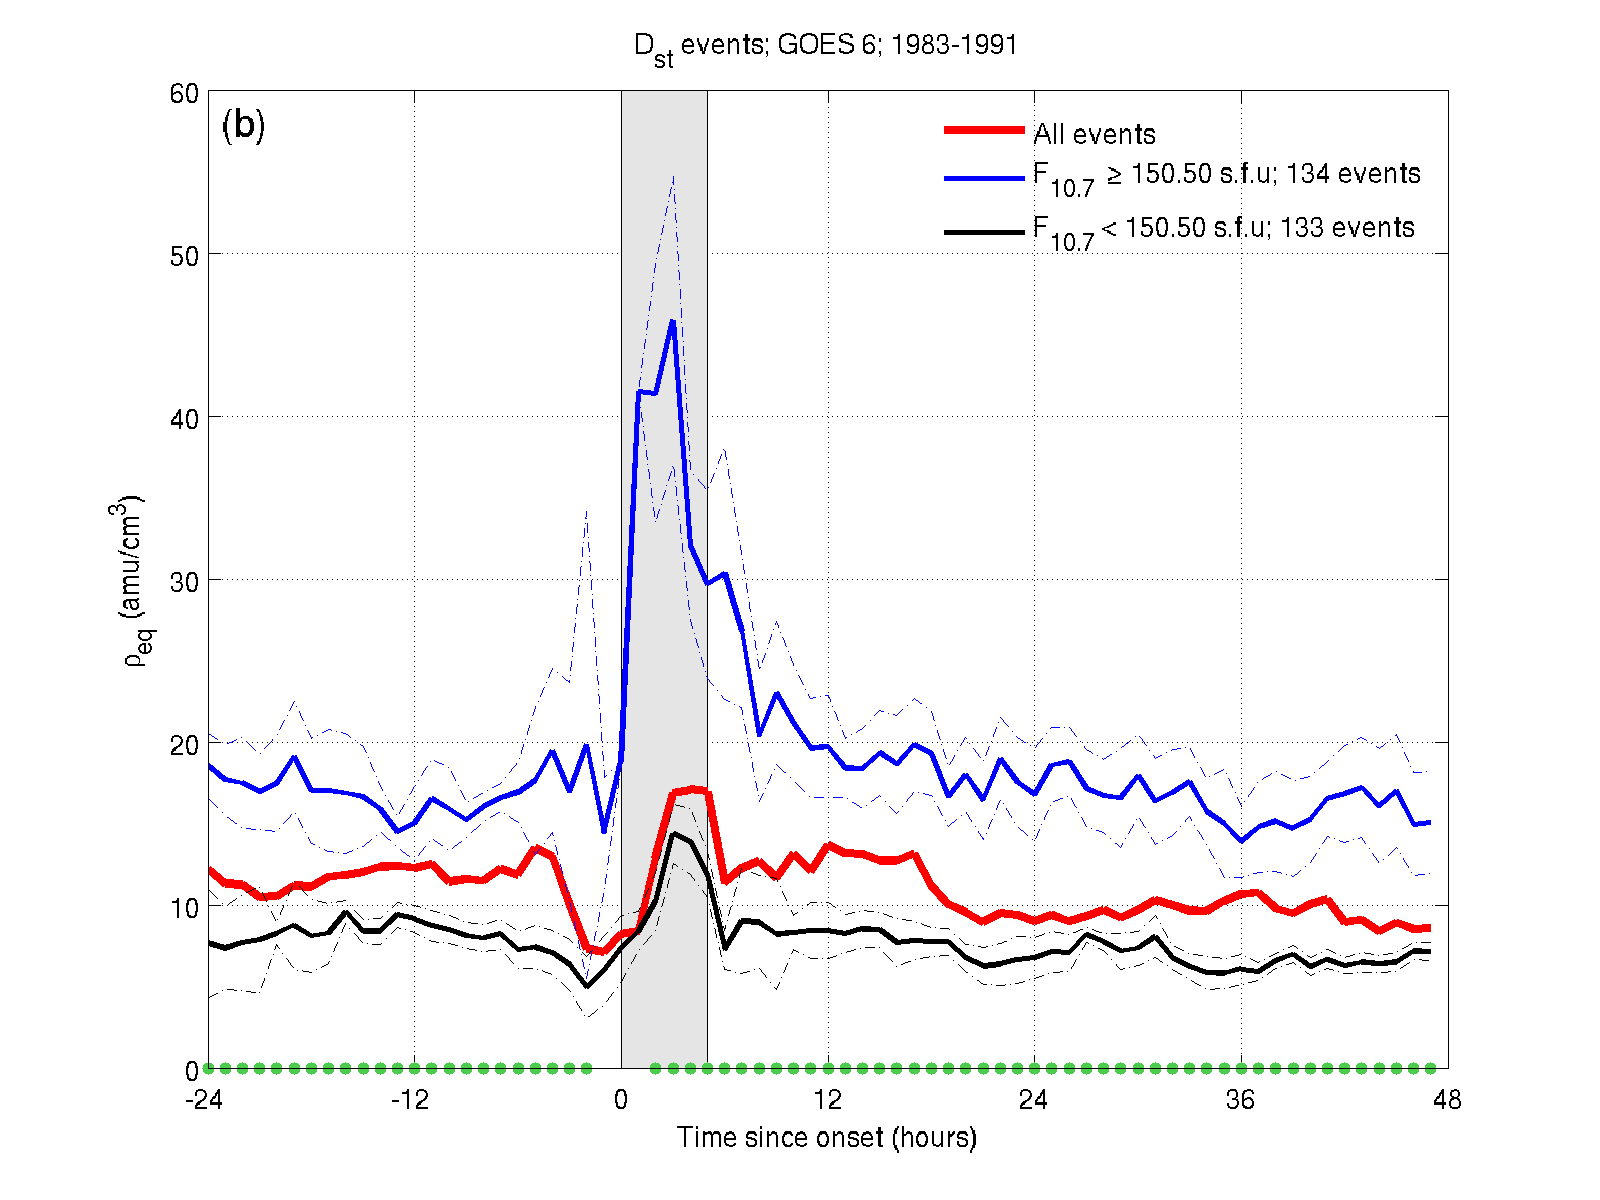 D_st events; GOES 6; 1983-1991
(b)
All events
F_10.7 ≥ 150.50 s.f.u; 134 events
F_10.7 < 150.50 s.f.u; 133 events
60
50
40
30
20
10
0
ρ_eq (amu/cm^3)
-24 -12 0 12 24 36 48
Time since onset (hours)